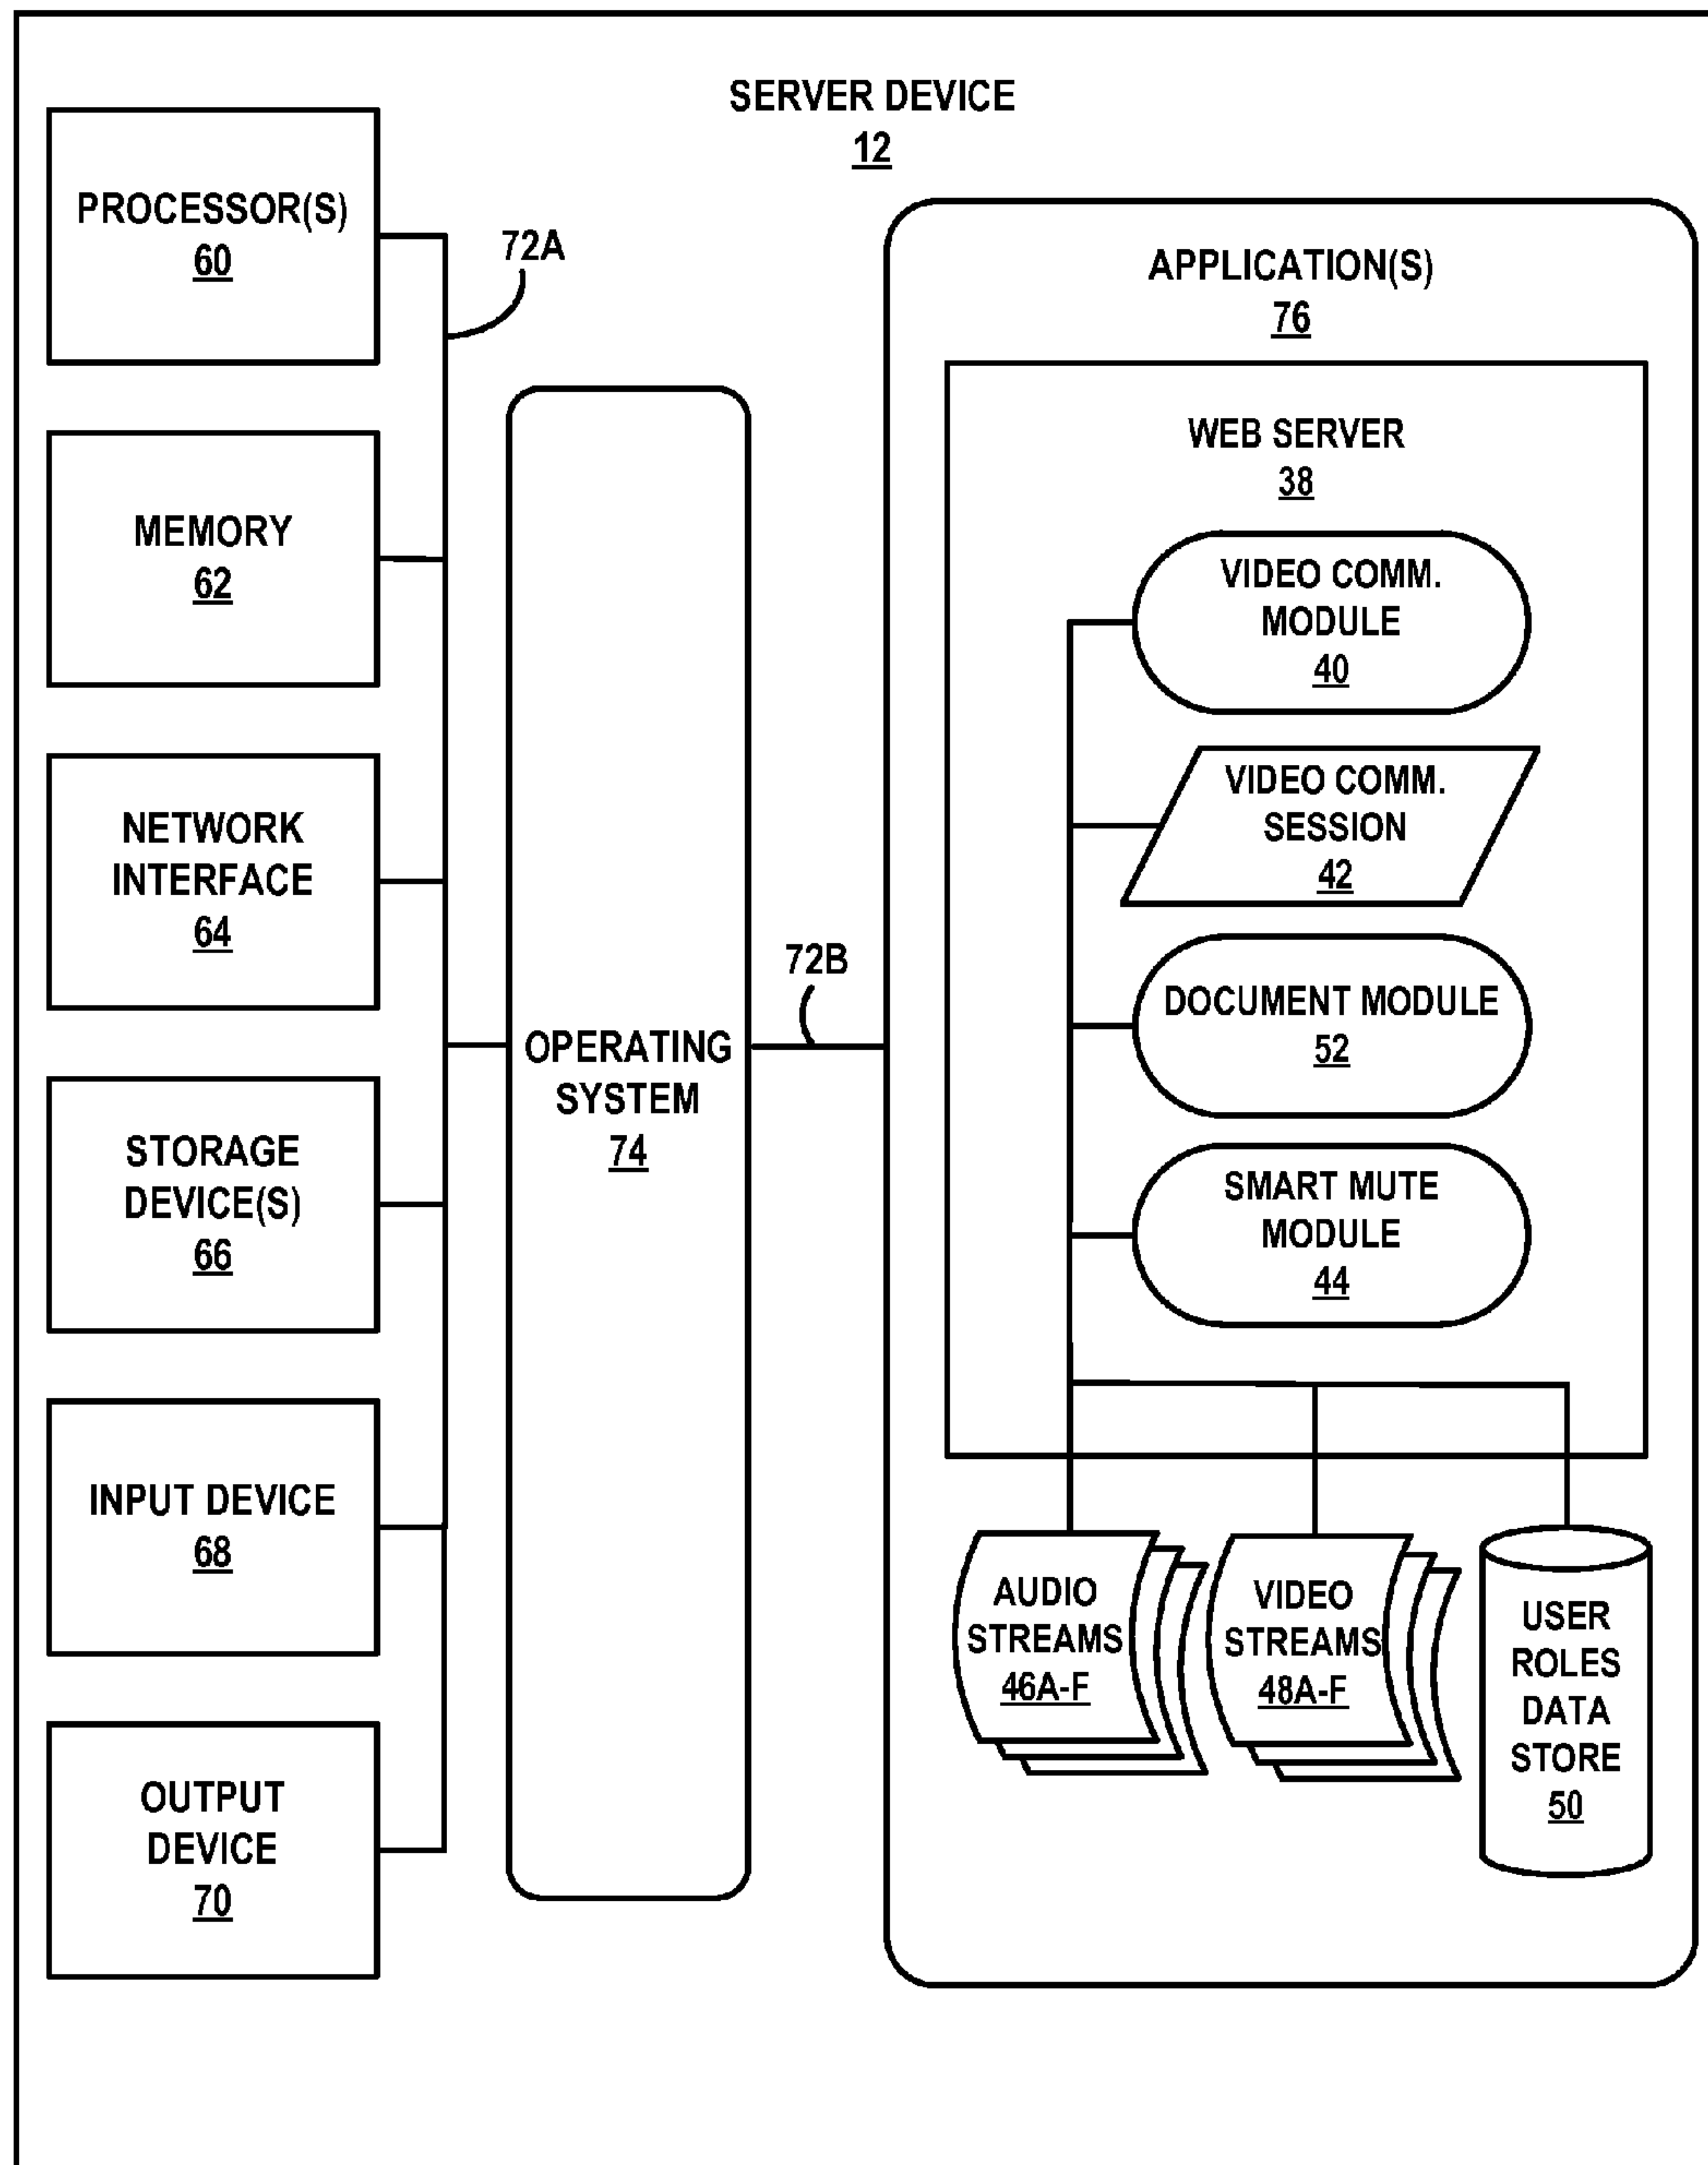 SERVER DEVICE
12
PROCESSOR(S)
60
72A
MEMORY
62
NETWORK
INTERFACE
64
STORAGE
DEVICE(S)
66
INPUT DEVICE
68
OUTPUT
DEVICE
70
OPERATING
SYSTEM
74
72B
APPLICATION(S)
76
WEB SERVER
38
VIDEO COMM.
MODULE
40
VIDEO COMM.
SESSION
42
DOCUMENT MODULE
52
SMART MUTE
MODULE
44
AUDIO
STREAMS
46A-F
VIDEO
STREAMS
48A-F
USER
ROLES
DATA
STORE
50